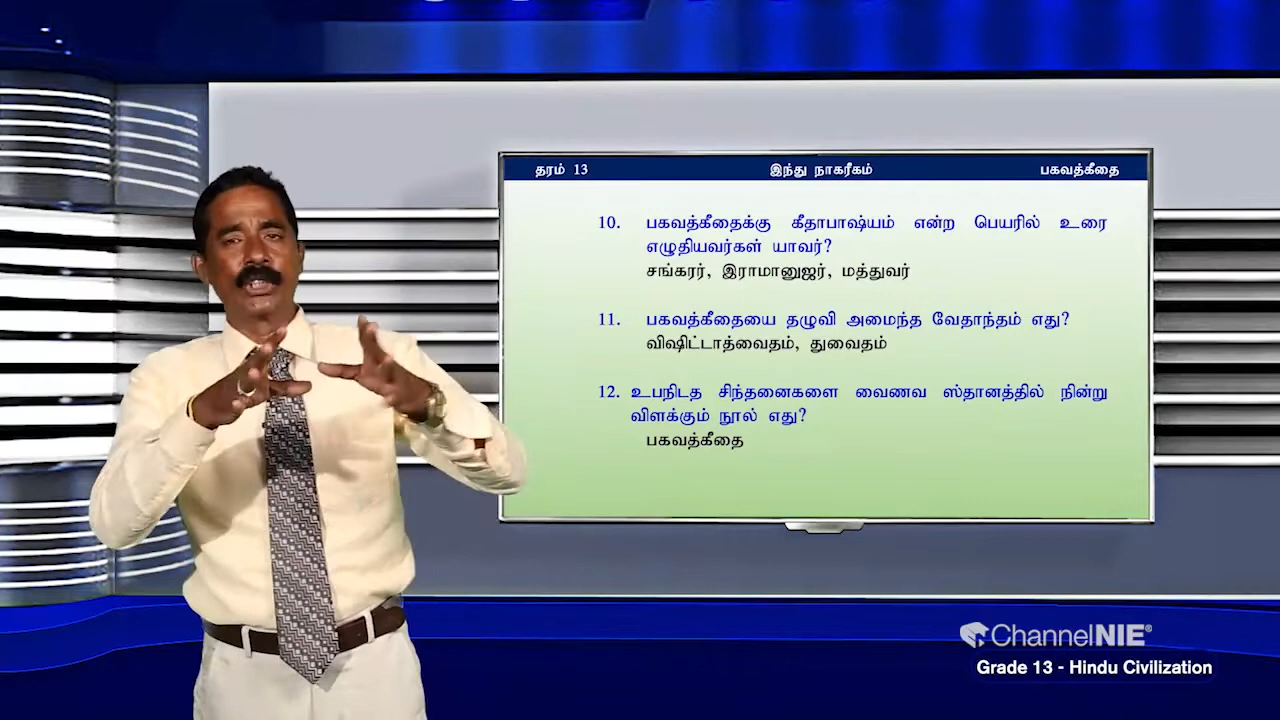 தரம் 13 இந்து நாகரீகம் பகவத்கீதை
10. பகவத்கீதைக்கு கீதாபாஷ்யம் என்ற பெயரில் உரை
எழுதியவர்கள் யாவர்?
சங்கரர், இராமானுஜர், மத்துவர்
11. பகவத்கீதையை தழுவி அமைந்த வேதாந்தம் எது?
விஷிட்டாத்வைதம், துவைதம்
12. உபநிடத சிந்தனைகளை வைணவ ஸ்தானத்தில் நின்று
விளக்கும் நூல் எது?
பகவத்கீதை
ChannelNIE®
Grade 13 - Hindu Civilization